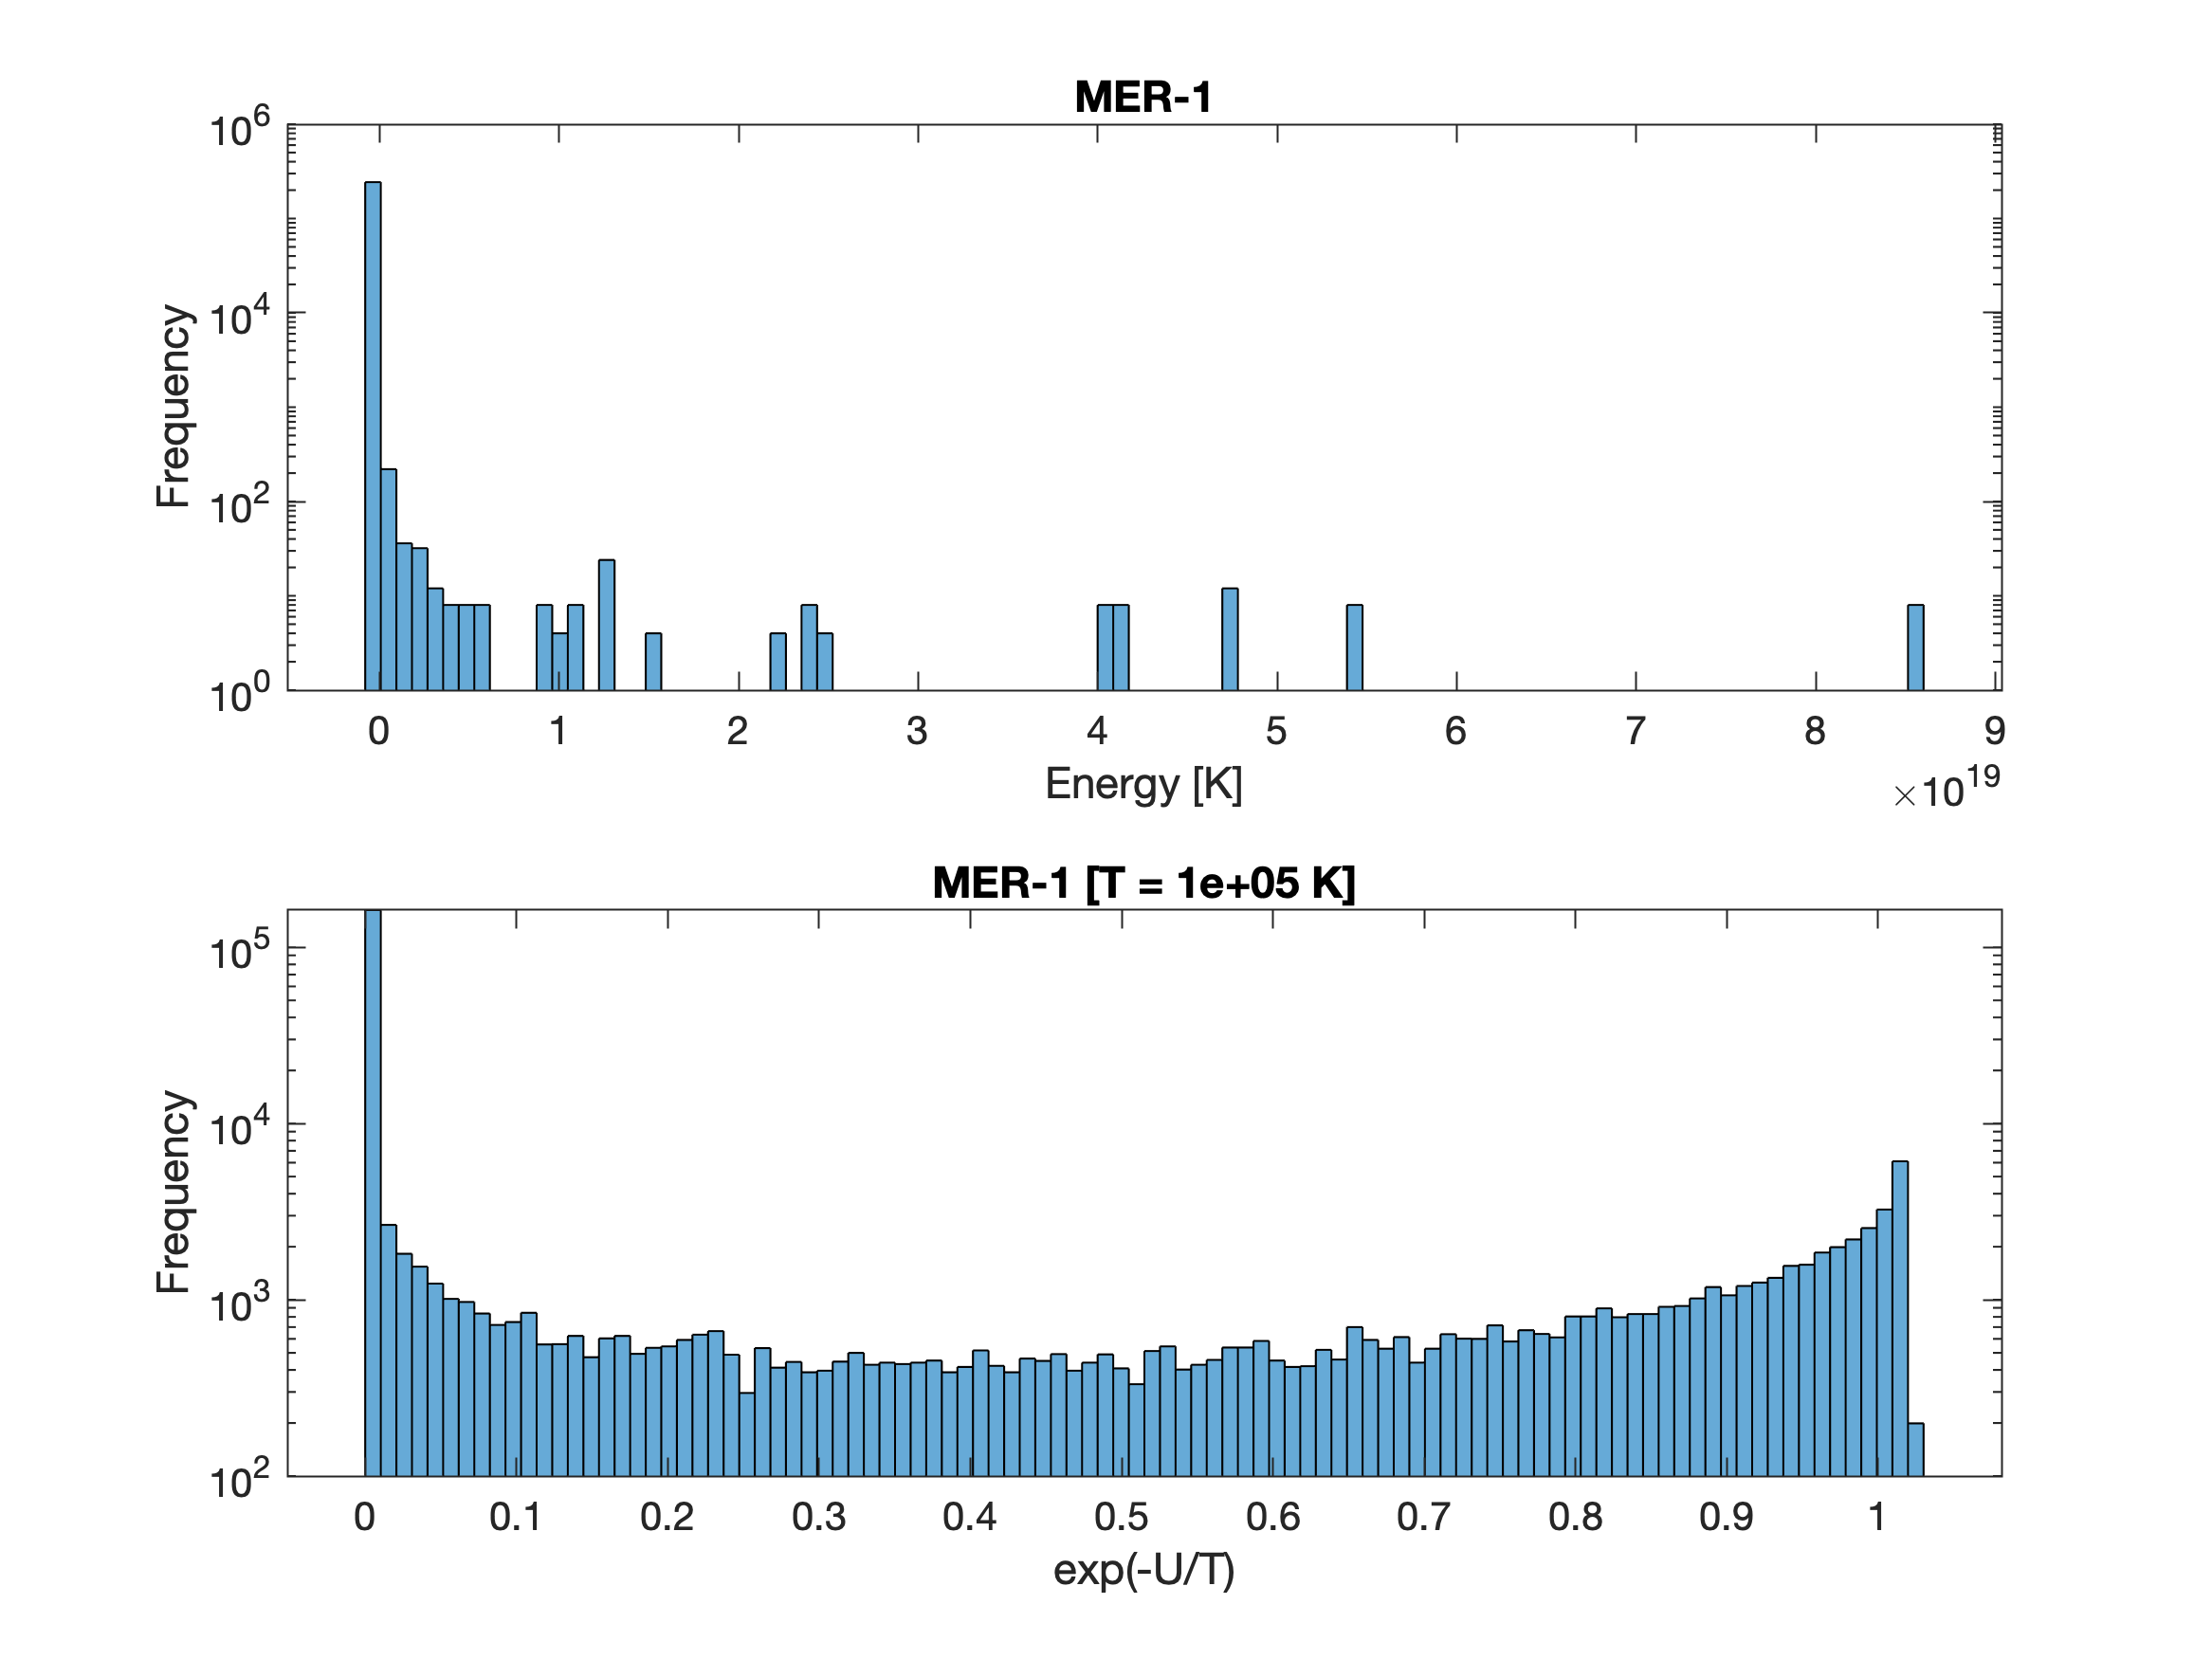 MER-1
10^6
10^4
10^2
10^0
Frequency
0 1 2 3 4 5 6 7 8 9
Energy [K]
×10^19
MER-1 [T = 1e+05 K]
10^5
10^4
10^3
10^2
Frequency
0 0.1 0.2 0.3 0.4 0.5 0.6 0.7 0.8 0.9 1
exp(-U/T)